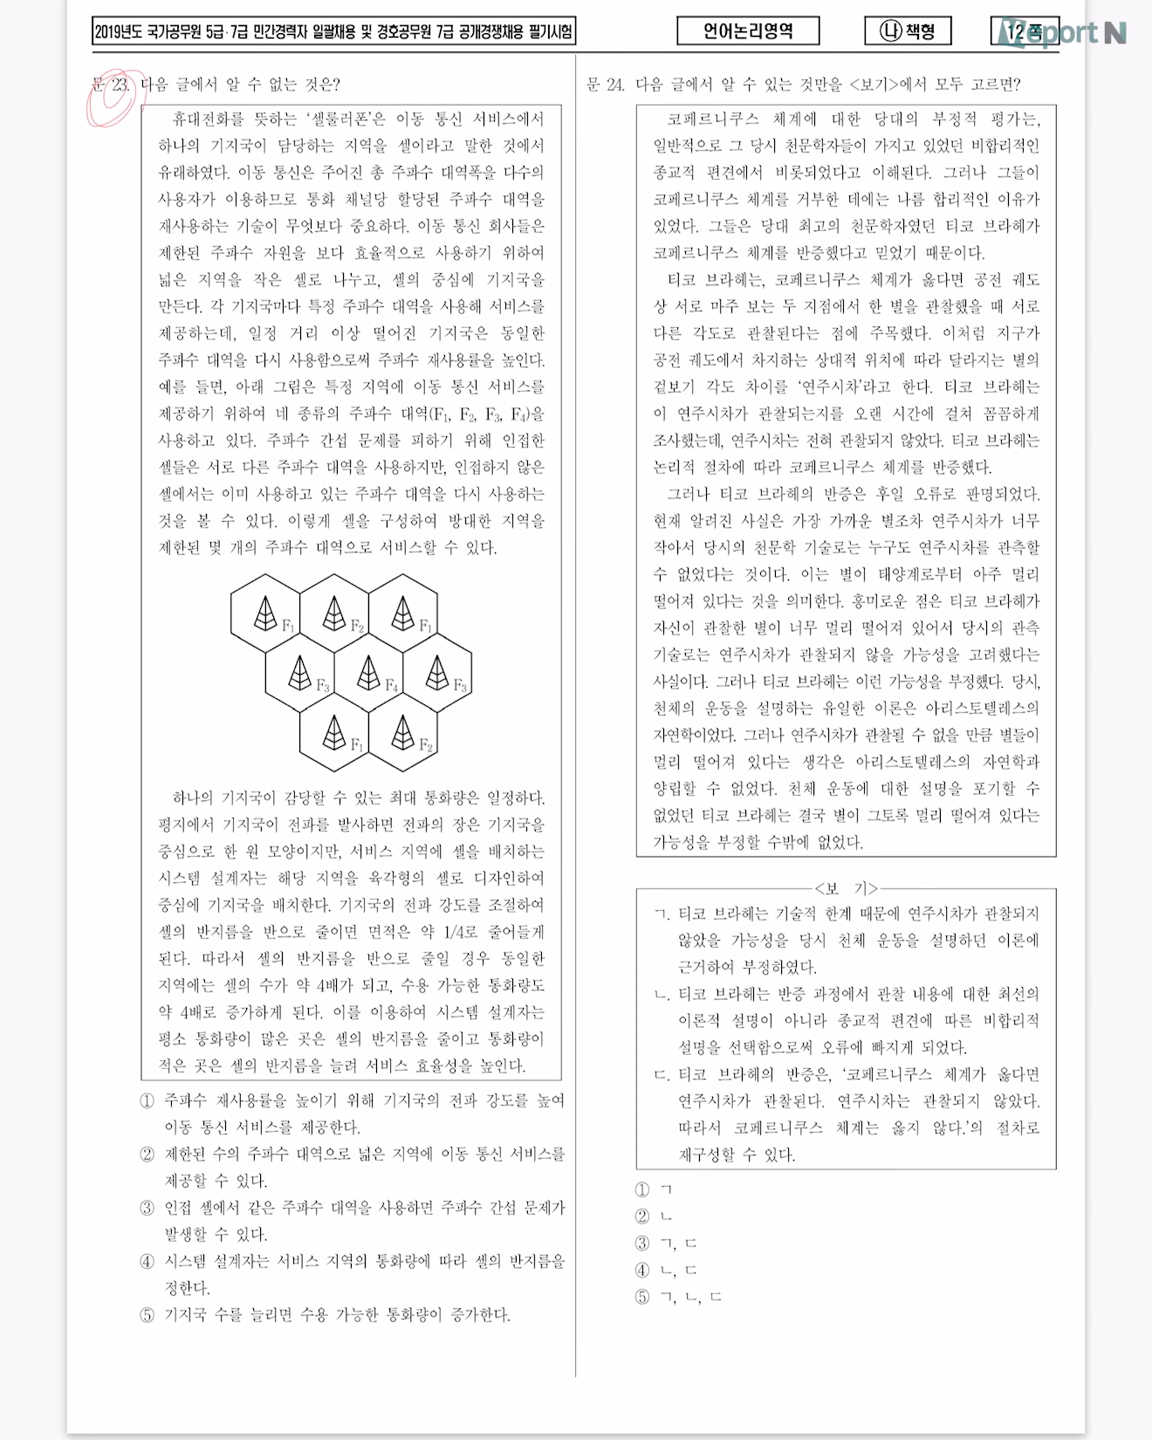 2019년도 국가공무원 5급·7급 민간경력자 일괄채용 및 경호공무원 7급 공개경쟁채용 필기시험
언어논리영역
㉯ 책형
12 쪽
Report N
문 23. 다음 글에서 알 수 없는 것은?
휴대전화를 뜻하는 ‘셀룰러폰’은 이동 통신 서비스에서
하나의 기지국이 담당하는 지역을 셀이라고 말한 것에서
유래하였다. 이동 통신은 주어진 총 주파수 대역폭을 다수의
사용자가 이용하므로 통화 채널당 할당된 주파수 대역을
재사용하는 기술이 무엇보다 중요하다. 이동 통신 회사들은
제한된 주파수 자원을 보다 효율적으로 사용하기 위하여
넓은 지역을 작은 셀로 나누고, 셀의 중심에 기지국을
만든다. 각 기지국마다 특정 주파수 대역을 사용해 서비스를
제공하는데, 일정 거리 이상 떨어진 기지국은 동일한
주파수 대역을 다시 사용함으로써 주파수 재사용률을 높인다.
예를 들면, 아래 그림은 특정 지역에 이동 통신 서비스를
제공하기 위하여 네 종류의 주파수 대역(F₁, F₂, F₃, F₄)을
사용하고 있다. 주파수 간섭 문제를 피하기 위해 인접한
셀들은 서로 다른 주파수 대역을 사용하지만, 인접하지 않은
셀에서는 이미 사용하고 있는 주파수 대역을 다시 사용하는
것을 볼 수 있다. 이렇게 셀을 구성하여 방대한 지역을
제한된 몇 개의 주파수 대역으로 서비스할 수 있다.
F₁ F₂ F₁
F₃ F₄ F₃
F₁ F₂
하나의 기지국이 감당할 수 있는 최대 통화량은 일정하다.
평지에서 기지국이 전파를 발사하면 전파의 장은 기지국을
중심으로 한 원 모양이지만, 서비스 지역에 셀을 배치하는
시스템 설계자는 해당 지역을 육각형의 셀로 디자인하여
중심에 기지국을 배치한다. 기지국의 전파 강도를 조절하여
셀의 반지름을 반으로 줄이면 면적은 약 1/4로 줄어들게
된다. 따라서 셀의 반지름을 반으로 줄일 경우 동일한
지역에는 셀의 수가 약 4배가 되고, 수용 가능한 통화량도
약 4배로 증가하게 된다. 이를 이용하여 시스템 설계자는
평소 통화량이 많은 곳은 셀의 반지름을 줄이고 통화량이
적은 곳은 셀의 반지름을 늘려 서비스 효율성을 높인다.
① 주파수 재사용률을 높이기 위해 기지국의 전파 강도를 높여
이동 통신 서비스를 제공한다.
② 제한된 수의 주파수 대역으로 넓은 지역에 이동 통신 서비스를
제공할 수 있다.
③ 인접 셀에서 같은 주파수 대역을 사용하면 주파수 간섭 문제가
발생할 수 있다.
④ 시스템 설계자는 서비스 지역의 통화량에 따라 셀의 반지름을
정한다.
⑤ 기지국 수를 늘리면 수용 가능한 통화량이 증가한다.
문 24. 다음 글에서 알 수 있는 것만을 <보기>에서 모두 고르면?
코페르니쿠스 체계에 대한 당대의 부정적 평가는,
일반적으로 그 당시 천문학자들이 가지고 있었던 비합리적인
종교적 편견에서 비롯되었다고 이해된다. 그러나 그들이
코페르니쿠스 체계를 거부한 데에는 나름 합리적인 이유가
있었다. 그들은 당대 최고의 천문학자였던 티코 브라헤가
코페르니쿠스 체계를 반증했다고 믿었기 때문이다.
티코 브라헤는, 코페르니쿠스 체계가 옳다면 공전 궤도
상 서로 마주 보는 두 지점에서 한 별을 관찰했을 때 서로
다른 각도로 관찰된다는 점에 주목했다. 이처럼 지구가
공전 궤도에서 차지하는 상대적 위치에 따라 달라지는 별의
겉보기 각도 차이를 ‘연주시차’라고 한다. 티코 브라헤는
이 연주시차가 관찰되는지를 오랜 시간에 걸쳐 꼼꼼하게
조사했는데, 연주시차는 전혀 관찰되지 않았다. 티코 브라헤는
논리적 절차에 따라 코페르니쿠스 체계를 반증했다.
그러나 티코 브라헤의 반증은 후일 오류로 판명되었다.
현재 알려진 사실은 가장 가까운 별조차 연주시차가 너무
작아서 당시의 천문학 기술로는 누구도 연주시차를 관측할
수 없었다는 것이다. 이는 별이 태양계로부터 아주 멀리
떨어져 있다는 것을 의미한다. 흥미로운 점은 티코 브라헤가
자신이 관찰한 별이 너무 멀리 떨어져 있어서 당시의 관측
기술로는 연주시차가 관찰되지 않을 가능성을 고려했다는
사실이다. 그러나 티코 브라헤는 이런 가능성을 부정했다. 당시,
천체의 운동을 설명하는 유일한 이론은 아리스토텔레스의
자연학이었다. 그러나 연주시차가 관찰될 수 없을 만큼 별들이
멀리 떨어져 있다는 생각은 아리스토텔레스의 자연학과
양립할 수 없었다. 천체 운동에 대한 설명을 포기할 수
없었던 티코 브라헤는 결국 별이 그토록 멀리 떨어져 있다는
가능성을 부정할 수밖에 없었다.
<보 기>
ㄱ. 티코 브라헤는 기술적 한계 때문에 연주시차가 관찰되지
않았을 가능성을 당시 천체 운동을 설명하던 이론에
근거하여 부정하였다.
ㄴ. 티코 브라헤는 반증 과정에서 관찰 내용에 대한 최선의
이론적 설명이 아니라 종교적 편견에 따른 비합리적
설명을 선택함으로써 오류에 빠지게 되었다.
ㄷ. 티코 브라헤의 반증은, ‘코페르니쿠스 체계가 옳다면
연주시차가 관찰된다. 연주시차는 관찰되지 않았다.
따라서 코페르니쿠스 체계는 옳지 않다.’의 절차로
재구성할 수 있다.
① ㄱ
② ㄴ
③ ㄱ, ㄷ
④ ㄴ, ㄷ
⑤ ㄱ, ㄴ, ㄷ